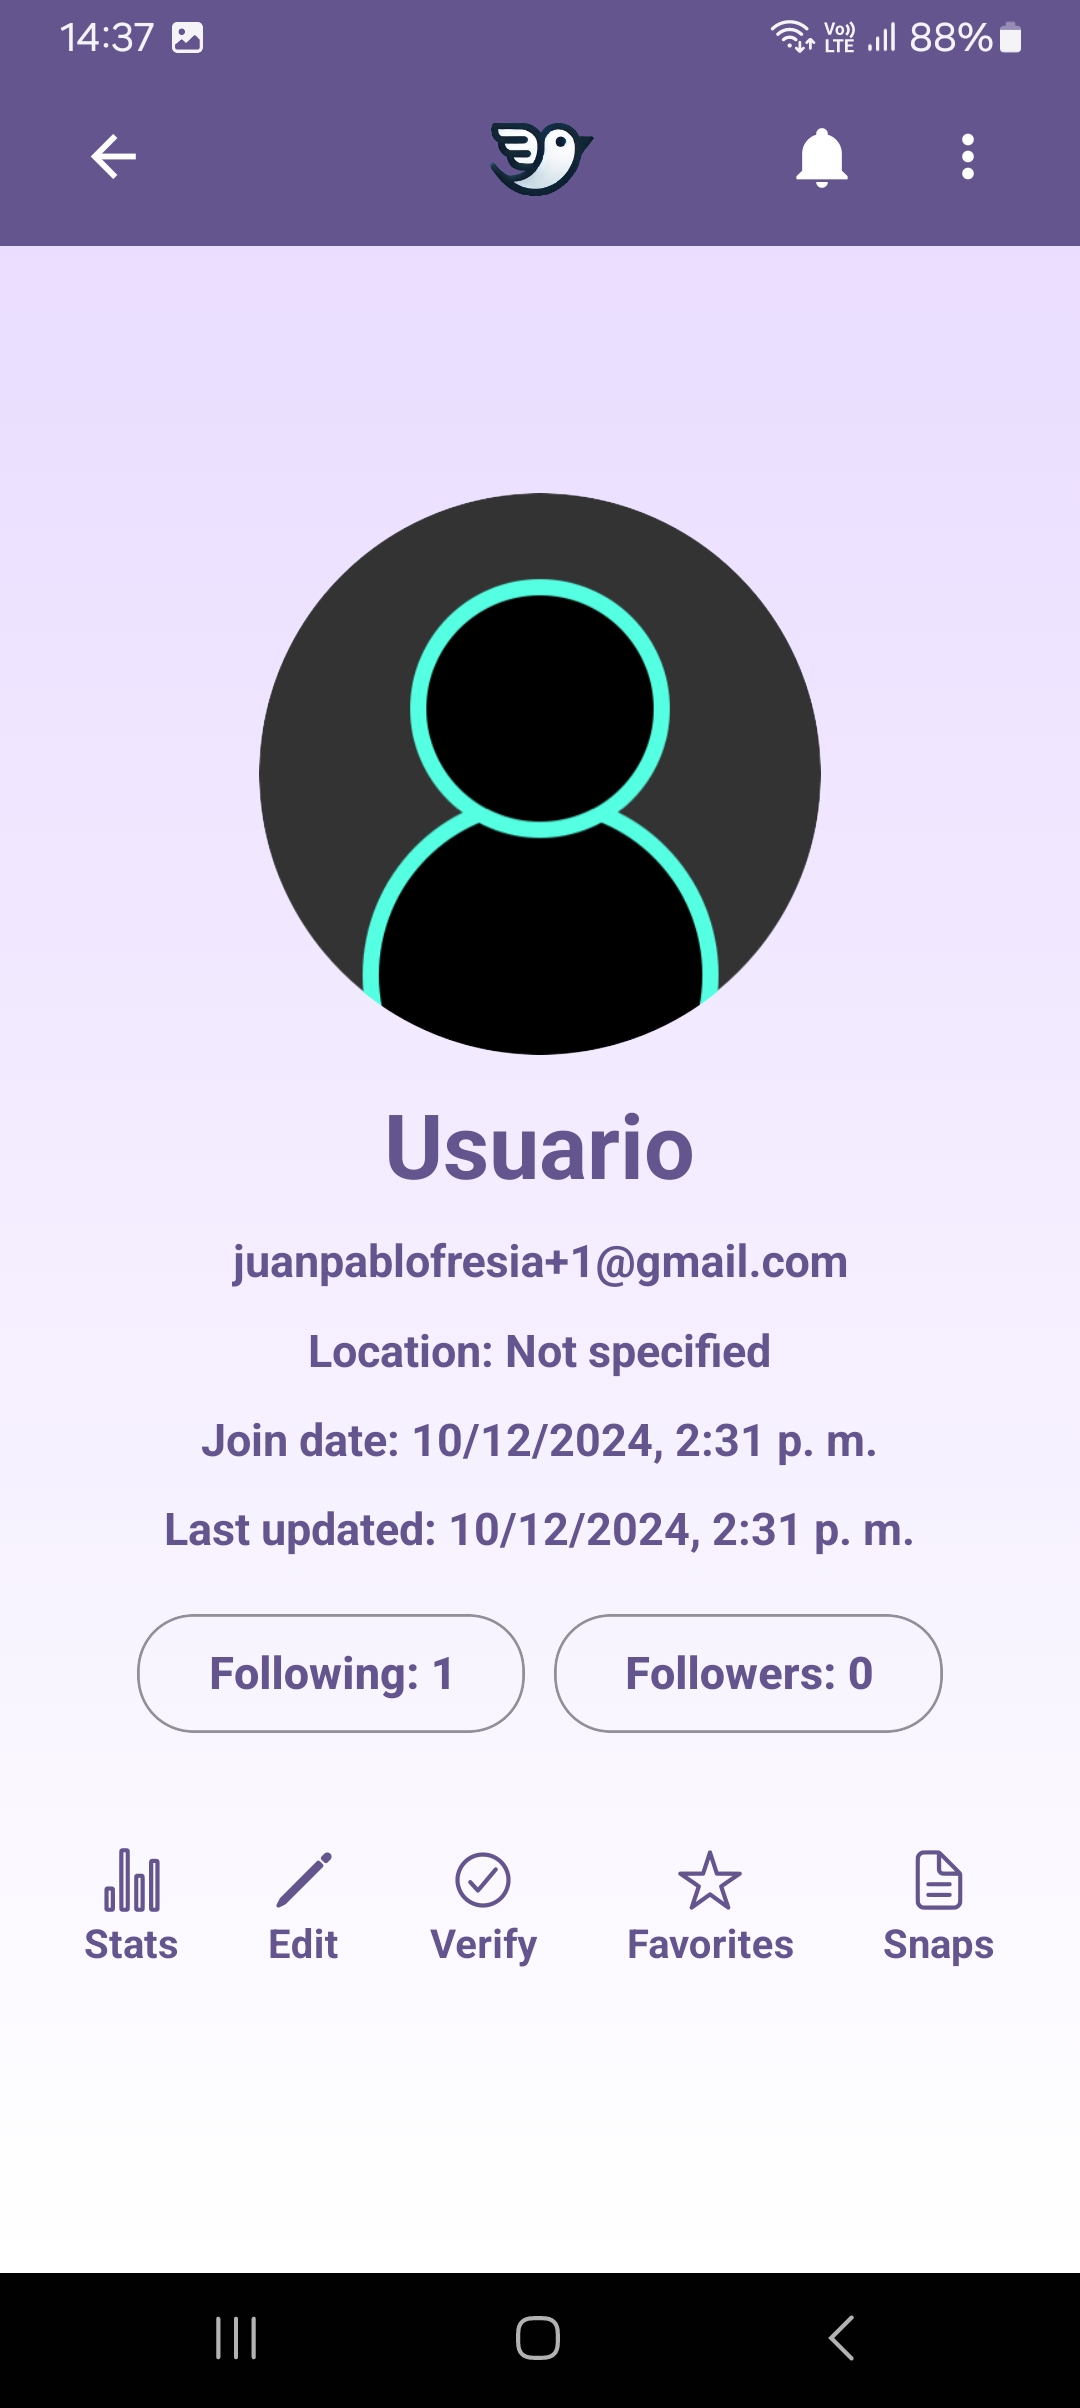 14:37 Vo)) LTE 88%
Usuario
juanpablofresia+1@gmail.com
Location: Not specified
Join date: 10/12/2024, 2:31 p. m.
Last updated: 10/12/2024, 2:31 p. m.
Following: 1 Followers: 0
Stats Edit Verify Favorites Snaps